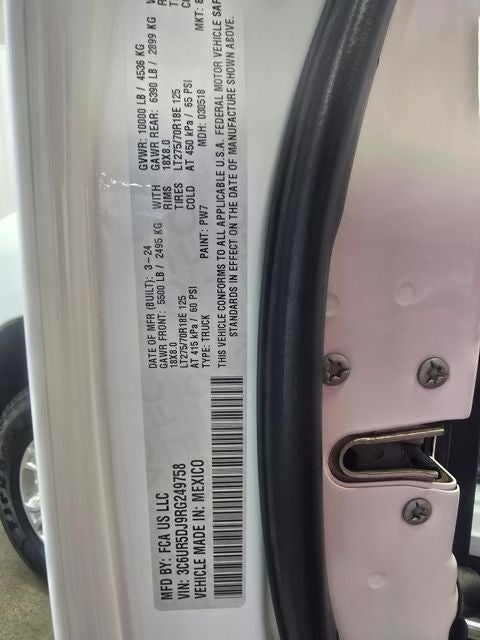 MFD BY: FCA US LLC
VIN: 3C6UR5DJ9RG249758
VEHICLE MADE IN: MEXICO
DATE OF MFR (BUILT): 3-24
GVWR: 10000 LB / 4536 KG
GAWR FRONT: 5500 LB / 2495 KG WITH
GAWR REAR: 6390 LB / 2899 KG
18X8.0 RIMS
18X8.0
LT275/70R18E 125 TIRES
LT275/70R18E 125
AT 415 kPa / 60 PSI COLD
AT 450 kPa / 65 PSI
TYPE: TRUCK
PAINT: PW7
MDH: 030518
MKT:
THIS VEHICLE CONFORMS TO ALL APPLICABLE U.S.A. FEDERAL MOTOR VEHICLE
STANDARDS IN EFFECT ON THE DATE OF MANUFACTURE SHOWN ABOVE.